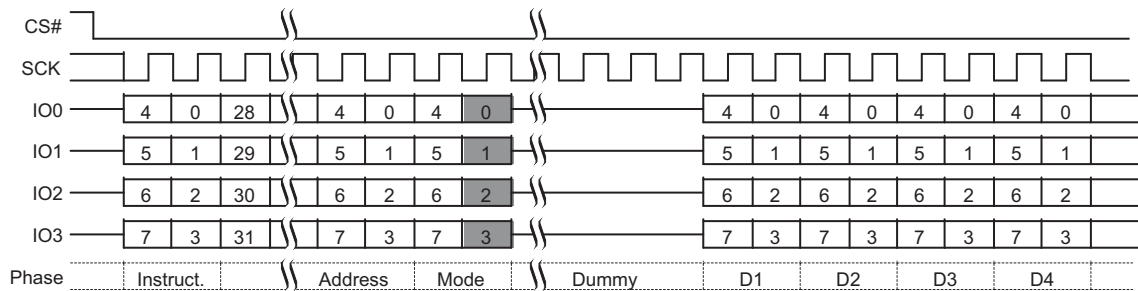 CS#
SCK
IO0 4 0 28 4 0 4 0 4 0 4 0 4 0 4 0
IO1 5 1 29 5 1 5 1 5 1 5 1 5 1 5 1
IO2 6 2 30 6 2 6 2 6 2 6 2 6 2 6 2
IO3 7 3 31 7 3 7 3 7 3 7 3 7 3 7 3
Phase Instruct. Address Mode Dummy D1 D2 D3 D4